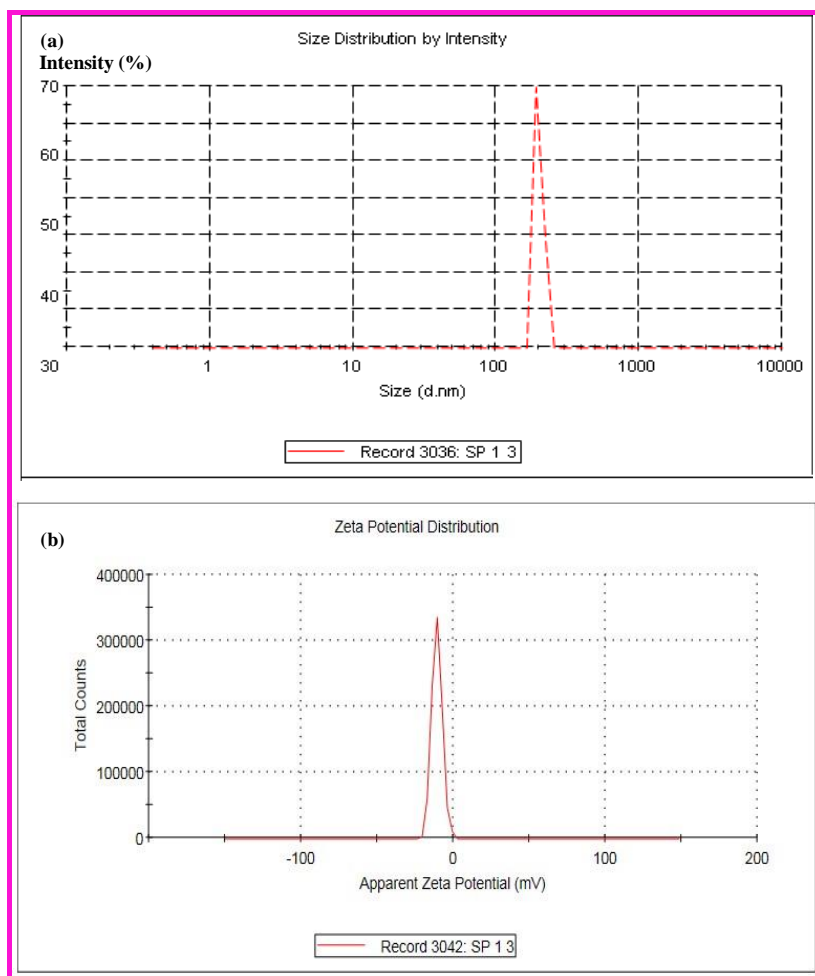 (a)
Size Distribution by Intensity
Intensity (%)
70
60
50
40
30
1
10
100
1000
10000
Size (d.nm)
Record 3036: SP 1 3
(b)
Zeta Potential Distribution
400000
300000
200000
100000
0
Total Counts
-100
0
100
200
Apparent Zeta Potential (mV)
Record 3042: SP 1 3